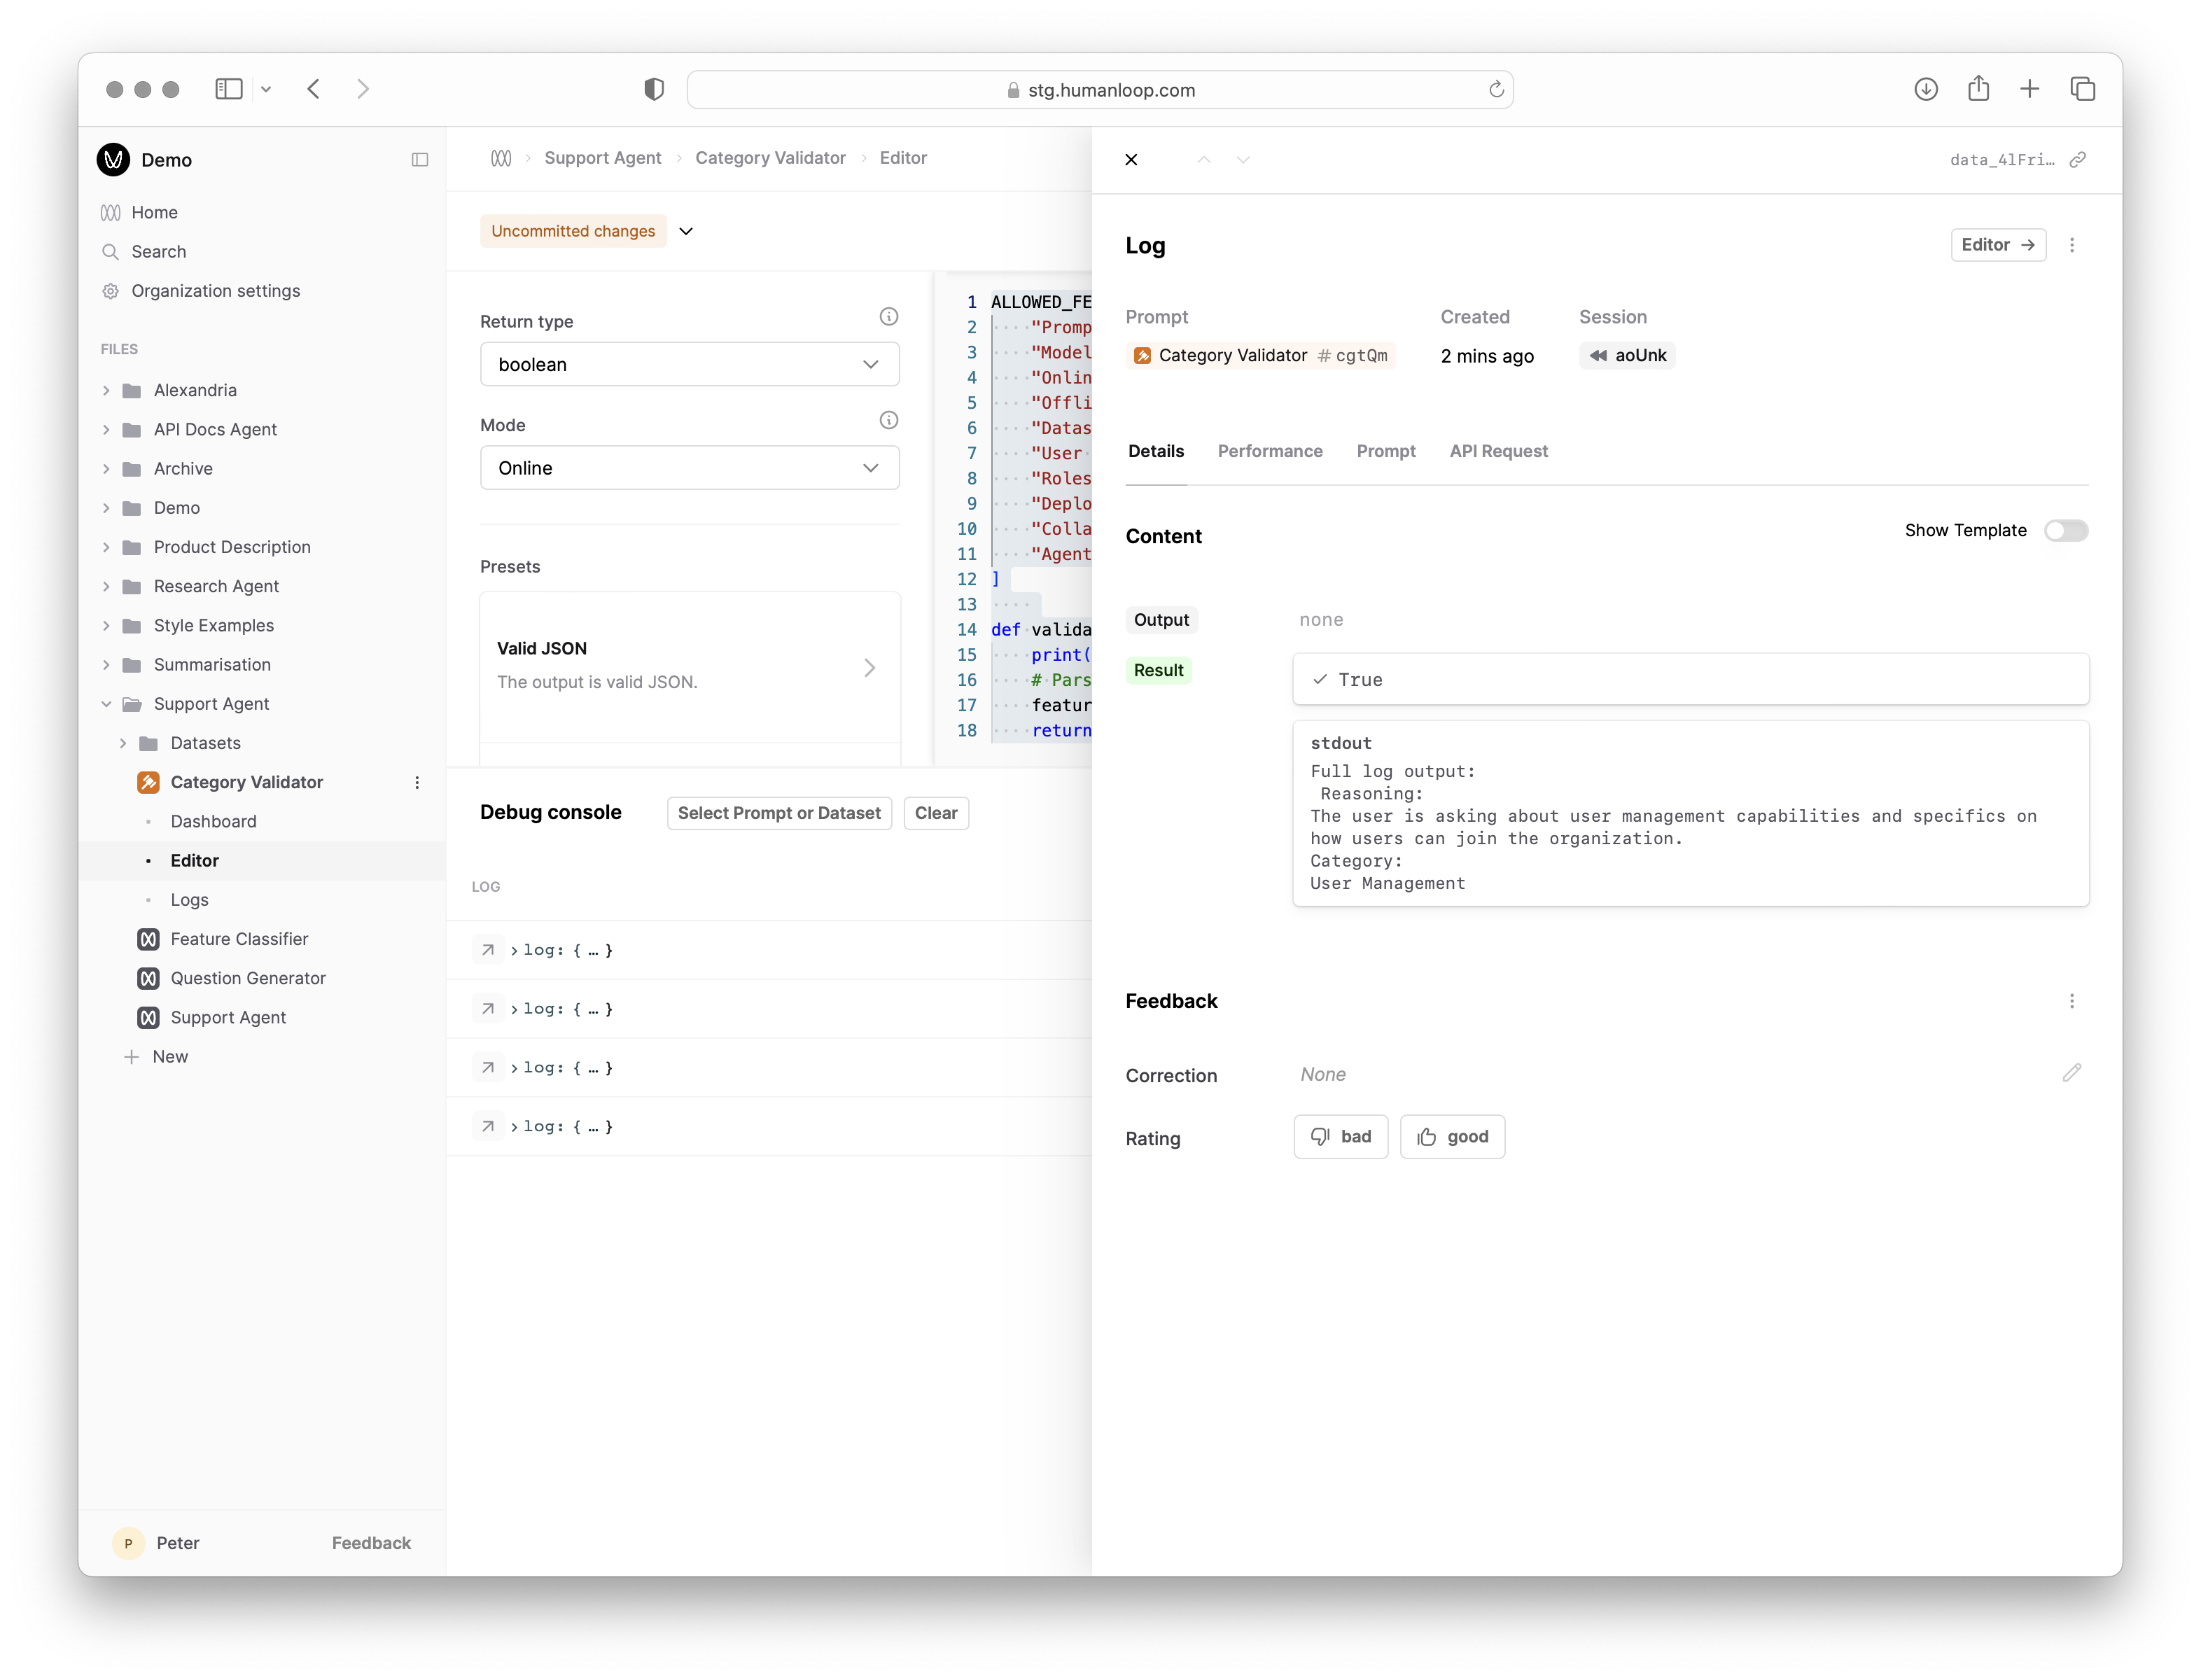 stg.humanloop.com
Demo
Home
Search
Organization settings
FILES
Alexandria
API Docs Agent
Archive
Demo
Product Description
Research Agent
Style Examples
Summarisation
Support Agent
Datasets
Category Validator
Dashboard
Editor
Logs
Feature Classifier
Question Generator
Support Agent
New
P Peter Feedback
Support Agent Category Validator Editor
Uncommitted changes
Return type
boolean
Mode
Online
Presets
Valid JSON
The output is valid JSON.
1 ALLOWED_FE
2 ····"Promp
3 ····"Model
4 ····"Onlin
5 ····"Offli
6 ····"Datas
7 ····"User·
8 ····"Roles
9 ····"Deplo
10 ····"Colla
11 ····"Agent
12 ]
13 ····
14 def·valida
15 ····print(
16 ····#·Pars
17 ····featur
18 ····return
Debug console Select Prompt or Dataset Clear
LOG
log: { … }
log: { … }
log: { … }
log: { … }
data_4lFri…
Log Editor →
Prompt Created Session
Category Validator #cgtQm 2 mins ago aoUnk
Details Performance Prompt API Request
Content Show Template
Output none
Result True
stdout
Full log output:
Reasoning:
The user is asking about user management capabilities and specifics on
how users can join the organization.
Category:
User Management
Feedback
Correction None
Rating bad good